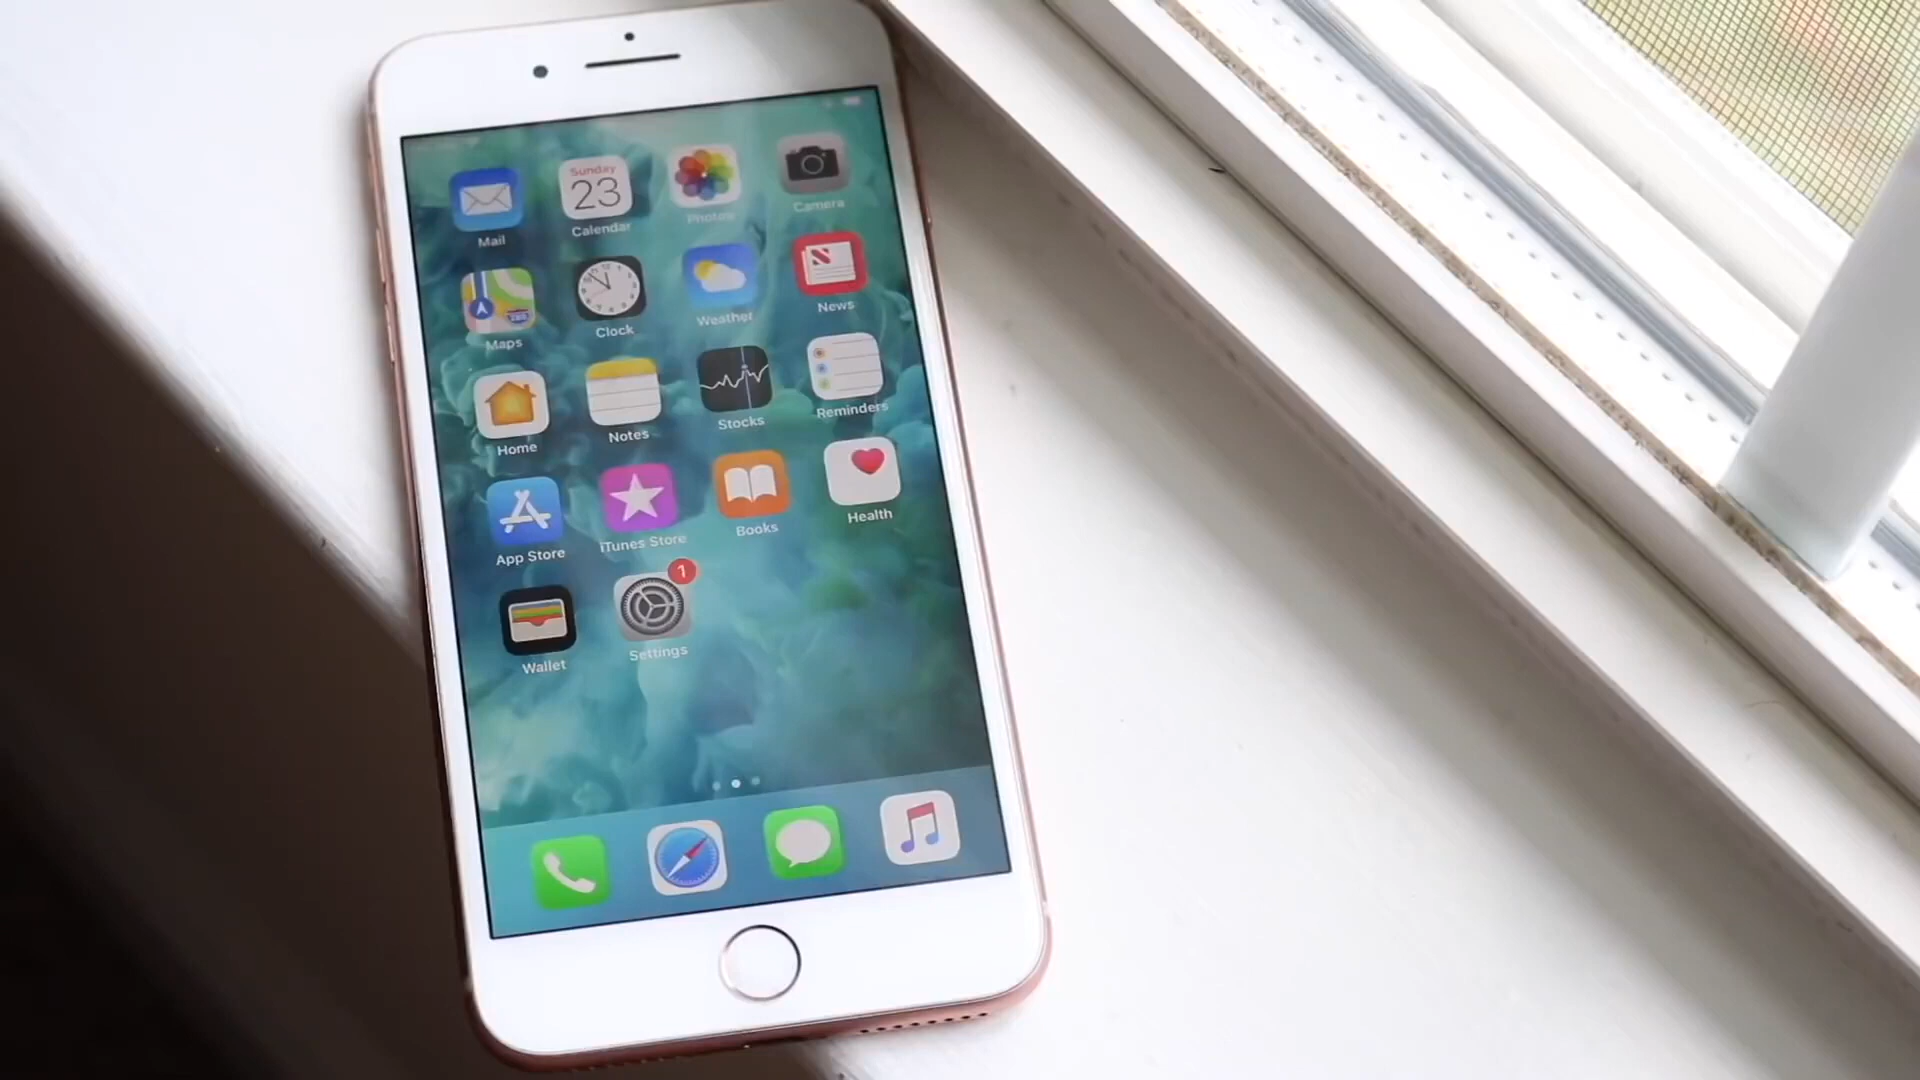 Sunday
23
Mail
Calendar
Photos
Camera
Maps
Clock
Weather
News
Home
Notes
Stocks
Reminders
App Store
iTunes Store
Books
Health
1
Wallet
Settings